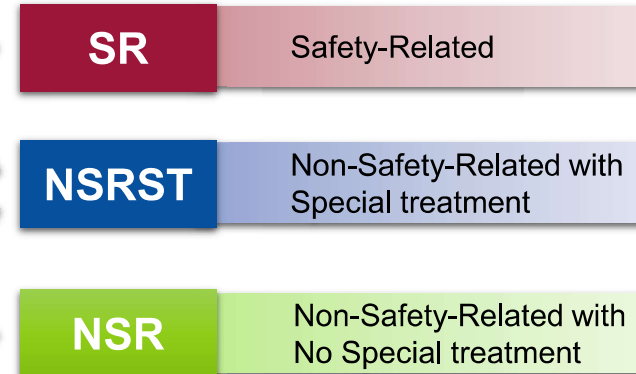 SR
Safety-Related
NSRST
Non-Safety-Related with
Special treatment
NSR
Non-Safety-Related with
No Special treatment